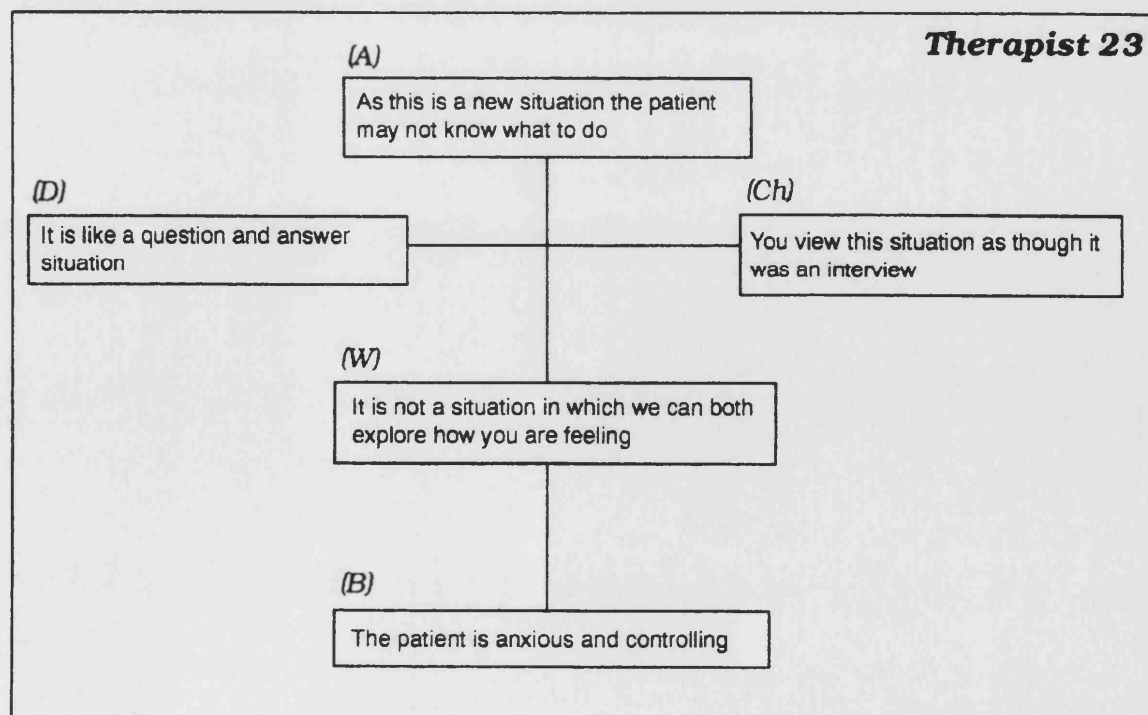 Therapist 23
(A)
As this is a new situation the patient
may not know what to do
(D)
It is like a question and answer
situation
(Ch)
You view this situation as though it
was an interview
(W)
It is not a situation in which we can both
explore how you are feeling
(B)
The patient is anxious and controlling